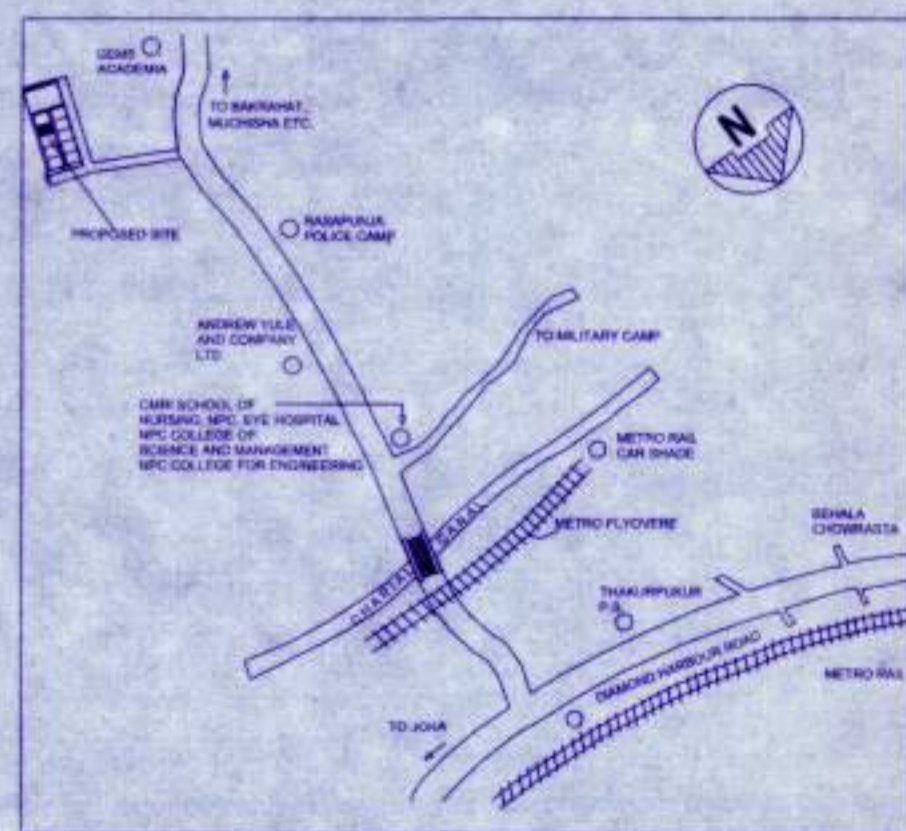 GEMS
ACADEMIA
TO BAKRAHAT,
MUCHISHA ETC.
N
PROPOSED SITE
RASAPUNJA
POLICE CAMP
ANDREW YULE
AND COMPANY
LTD
TO MILITARY CAMP
CMRI SCHOOL OF
NURSING, NPC, EYE HOSPITAL
NPC COLLEGE OF
SCIENCE AND MANAGEMENT
NPC COLLEGE FOR ENGINEERING
METRO RAIL
CAR SHADE
CHARIAL
METRO FLYOVERE
BEHALA
CHOWRASTA
THAKURPUKUR
P.S.
DIAMOND HARBOUR ROAD
METRO RAIL
TO JOKA